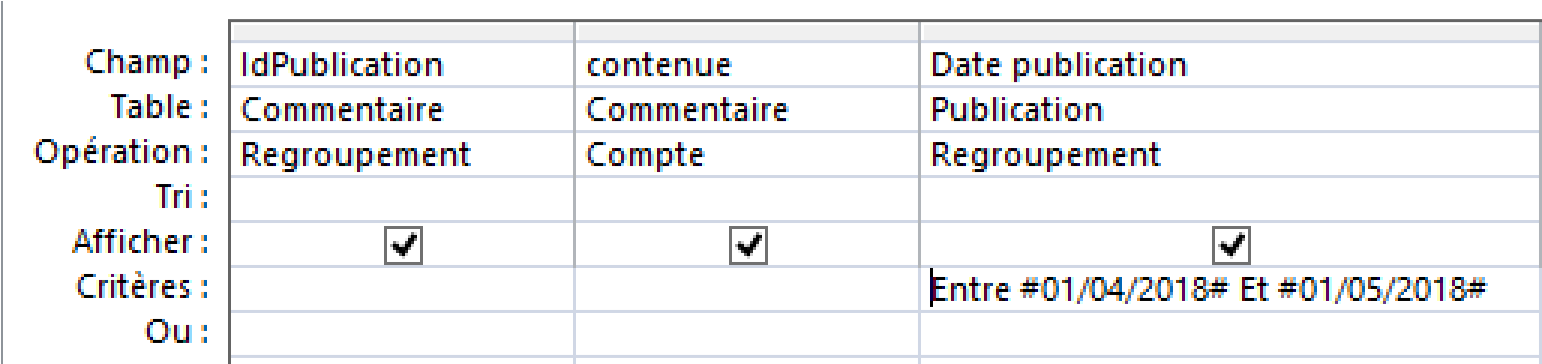 Champ : IdPublication contenue Date publication
Table : Commentaire Commentaire Publication
Opération : Regroupement Compte Regroupement
Tri :
Afficher :
Critères : Entre #01/04/2018# Et #01/05/2018#
Ou :